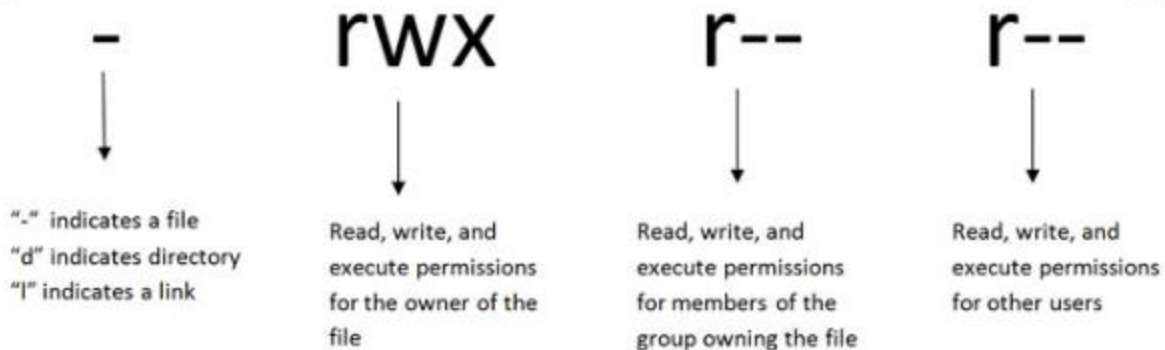 - rwx r-- r--
"-" indicates a file
"d" indicates directory
"l" indicates a link
Read, write, and
execute permissions
for the owner of the
file
Read, write, and
execute permissions
for members of the
group owning the file
Read, write, and
execute permissions
for other users